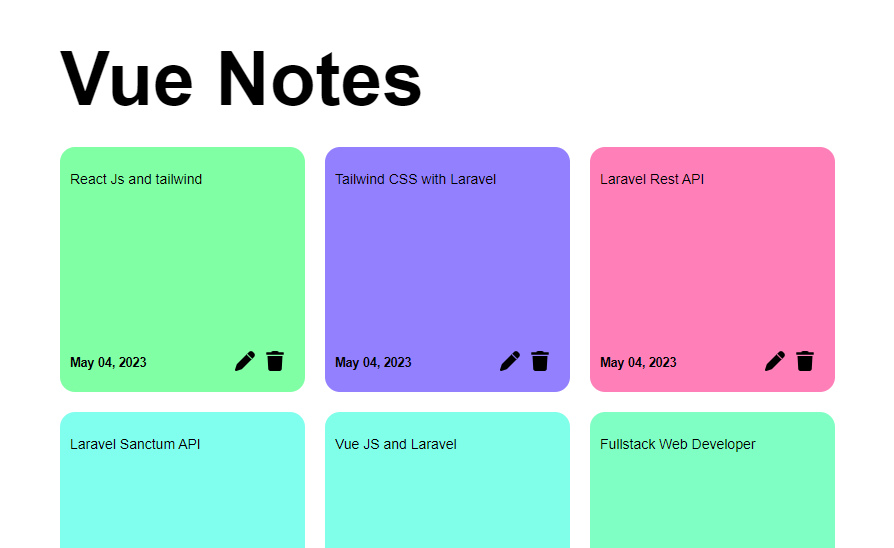 Vue Notes
React Js and tailwind
Tailwind CSS with Laravel
Laravel Rest API
May 04, 2023
May 04, 2023
May 04, 2023
Laravel Sanctum API
Vue JS and Laravel
Fullstack Web Developer